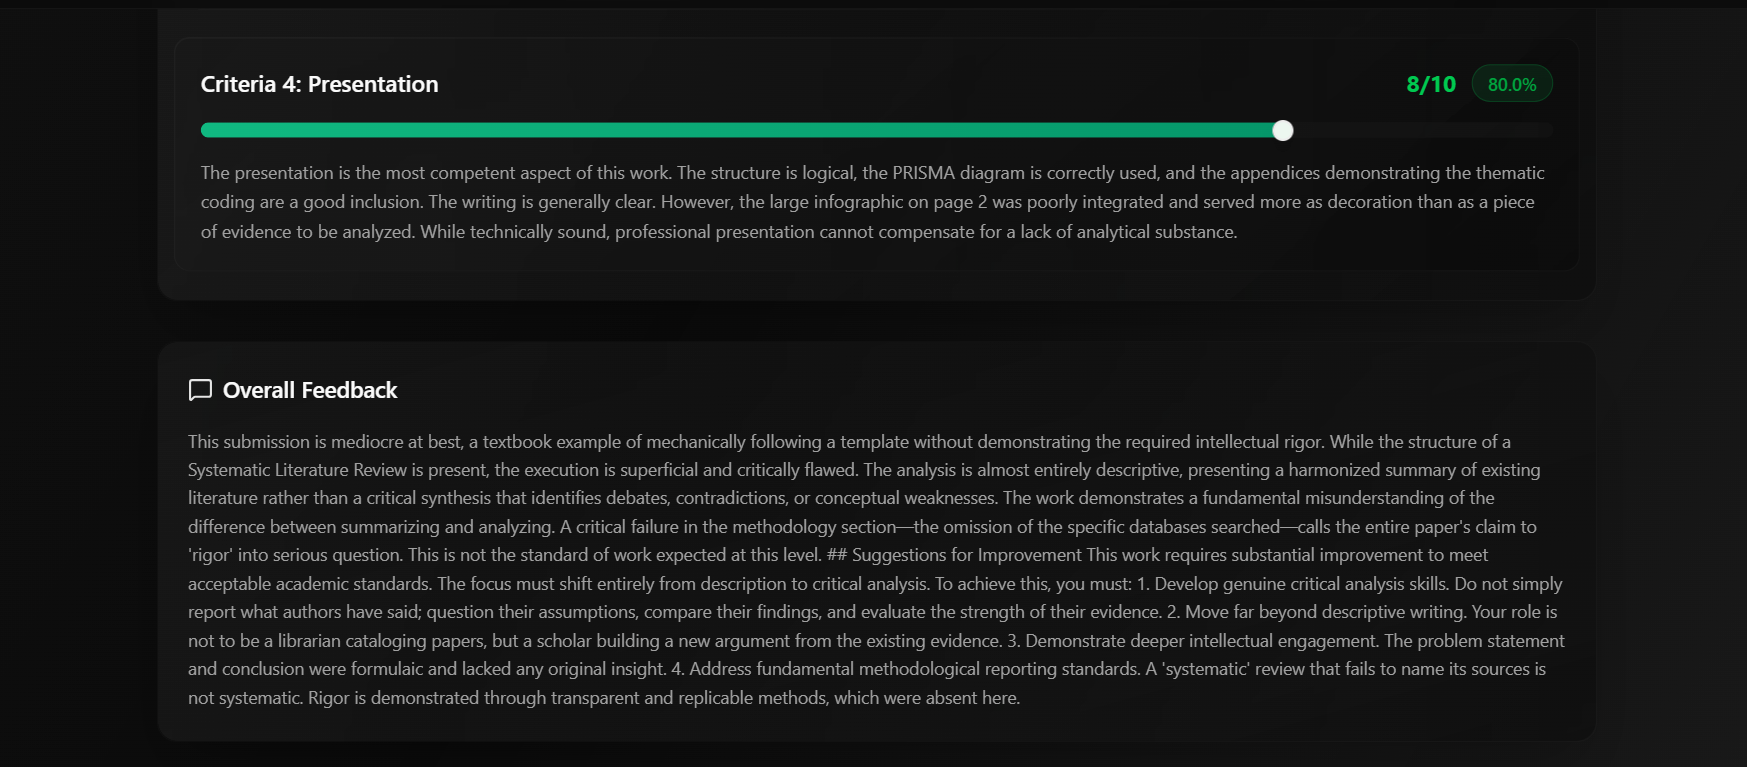 Criteria 4: Presentation
8/10
80.0%
The presentation is the most competent aspect of this work. The structure is logical, the PRISMA diagram is correctly used, and the appendices demonstrating the thematic
coding are a good inclusion. The writing is generally clear. However, the large infographic on page 2 was poorly integrated and served more as decoration than as a piece
of evidence to be analyzed. While technically sound, professional presentation cannot compensate for a lack of analytical substance.
Overall Feedback
This submission is mediocre at best, a textbook example of mechanically following a template without demonstrating the required intellectual rigor. While the structure of a
Systematic Literature Review is present, the execution is superficial and critically flawed. The analysis is almost entirely descriptive, presenting a harmonized summary of existing
literature rather than a critical synthesis that identifies debates, contradictions, or conceptual weaknesses. The work demonstrates a fundamental misunderstanding of the
difference between summarizing and analyzing. A critical failure in the methodology section—the omission of the specific databases searched—calls the entire paper's claim to
'rigor' into serious question. This is not the standard of work expected at this level. ## Suggestions for Improvement This work requires substantial improvement to meet
acceptable academic standards. The focus must shift entirely from description to critical analysis. To achieve this, you must: 1. Develop genuine critical analysis skills. Do not simply
report what authors have said; question their assumptions, compare their findings, and evaluate the strength of their evidence. 2. Move far beyond descriptive writing. Your role is
not to be a librarian cataloging papers, but a scholar building a new argument from the existing evidence. 3. Demonstrate deeper intellectual engagement. The problem statement
and conclusion were formulaic and lacked any original insight. 4. Address fundamental methodological reporting standards. A 'systematic' review that fails to name its sources is
not systematic. Rigor is demonstrated through transparent and replicable methods, which were absent here.